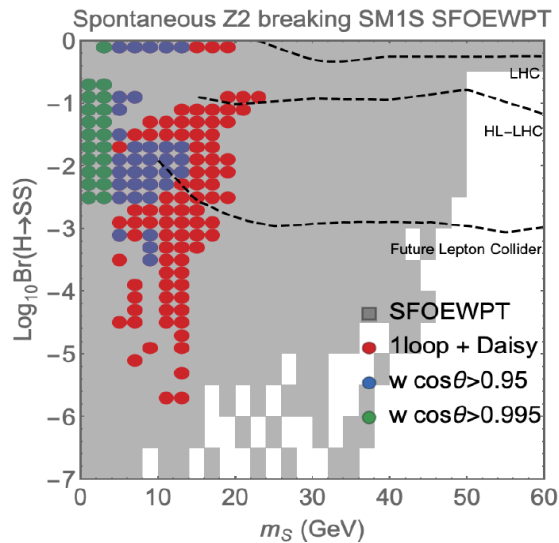 Spontaneous Z2 breaking SM1S SFOEWPT
0
-1
-2
-3
-4
-5
-6
-7
Log10Br(H→SS)
LHC
HL-LHC
Future Lepton Collider
SFOEWPT
1loop + Daisy
w cosθ>0.95
w cosθ>0.995
0 10 20 30 40 50 60
mS (GeV)